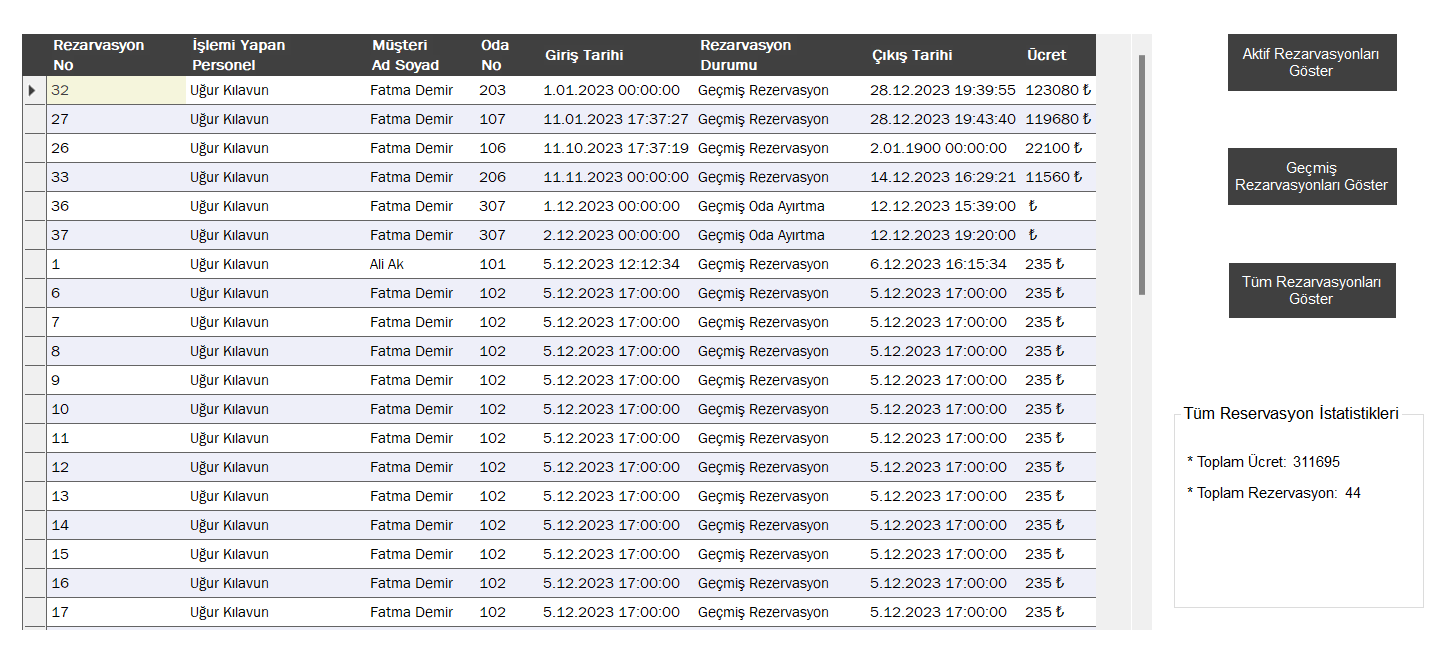 Rezarvasyon No İşlemi Yapan Personel Müşteri Ad Soyad Oda No Giriş Tarihi Rezarvasyon Durumu Çıkış Tarihi Ücret
32 Uğur Kılavun Fatma Demir 203 1.01.2023 00:00:00 Geçmiş Rezervasyon 28.12.2023 19:39:55 123080 ₺
27 Uğur Kılavun Fatma Demir 107 11.01.2023 17:37:27 Geçmiş Rezervasyon 28.12.2023 19:43:40 119680 ₺
26 Uğur Kılavun Fatma Demir 106 11.10.2023 17:37:19 Geçmiş Rezervasyon 2.01.1900 00:00:00 22100 ₺
33 Uğur Kılavun Fatma Demir 206 11.11.2023 00:00:00 Geçmiş Rezervasyon 14.12.2023 16:29:21 11560 ₺
36 Uğur Kılavun Fatma Demir 307 1.12.2023 00:00:00 Geçmiş Oda Ayırtma 12.12.2023 15:39:00 ₺
37 Uğur Kılavun Fatma Demir 307 2.12.2023 00:00:00 Geçmiş Oda Ayırtma 12.12.2023 19:20:00 ₺
1 Uğur Kılavun Ali Ak 101 5.12.2023 12:12:34 Geçmiş Rezervasyon 6.12.2023 16:15:34 235 ₺
6 Uğur Kılavun Fatma Demir 102 5.12.2023 17:00:00 Geçmiş Rezervasyon 5.12.2023 17:00:00 235 ₺
7 Uğur Kılavun Fatma Demir 102 5.12.2023 17:00:00 Geçmiş Rezervasyon 5.12.2023 17:00:00 235 ₺
8 Uğur Kılavun Fatma Demir 102 5.12.2023 17:00:00 Geçmiş Rezervasyon 5.12.2023 17:00:00 235 ₺
9 Uğur Kılavun Fatma Demir 102 5.12.2023 17:00:00 Geçmiş Rezervasyon 5.12.2023 17:00:00 235 ₺
10 Uğur Kılavun Fatma Demir 102 5.12.2023 17:00:00 Geçmiş Rezervasyon 5.12.2023 17:00:00 235 ₺
11 Uğur Kılavun Fatma Demir 102 5.12.2023 17:00:00 Geçmiş Rezervasyon 5.12.2023 17:00:00 235 ₺
12 Uğur Kılavun Fatma Demir 102 5.12.2023 17:00:00 Geçmiş Rezervasyon 5.12.2023 17:00:00 235 ₺
13 Uğur Kılavun Fatma Demir 102 5.12.2023 17:00:00 Geçmiş Rezervasyon 5.12.2023 17:00:00 235 ₺
14 Uğur Kılavun Fatma Demir 102 5.12.2023 17:00:00 Geçmiş Rezervasyon 5.12.2023 17:00:00 235 ₺
15 Uğur Kılavun Fatma Demir 102 5.12.2023 17:00:00 Geçmiş Rezervasyon 5.12.2023 17:00:00 235 ₺
16 Uğur Kılavun Fatma Demir 102 5.12.2023 17:00:00 Geçmiş Rezervasyon 5.12.2023 17:00:00 235 ₺
17 Uğur Kılavun Fatma Demir 102 5.12.2023 17:00:00 Geçmiş Rezervasyon 5.12.2023 17:00:00 235 ₺
Aktif Rezarvasyonları
Göster
Geçmiş
Rezarvasyonları Göster
Tüm Rezarvasyonları
Göster
Tüm Reservasyon İstatistikleri
* Toplam Ücret: 311695
* Toplam Rezervasyon: 44